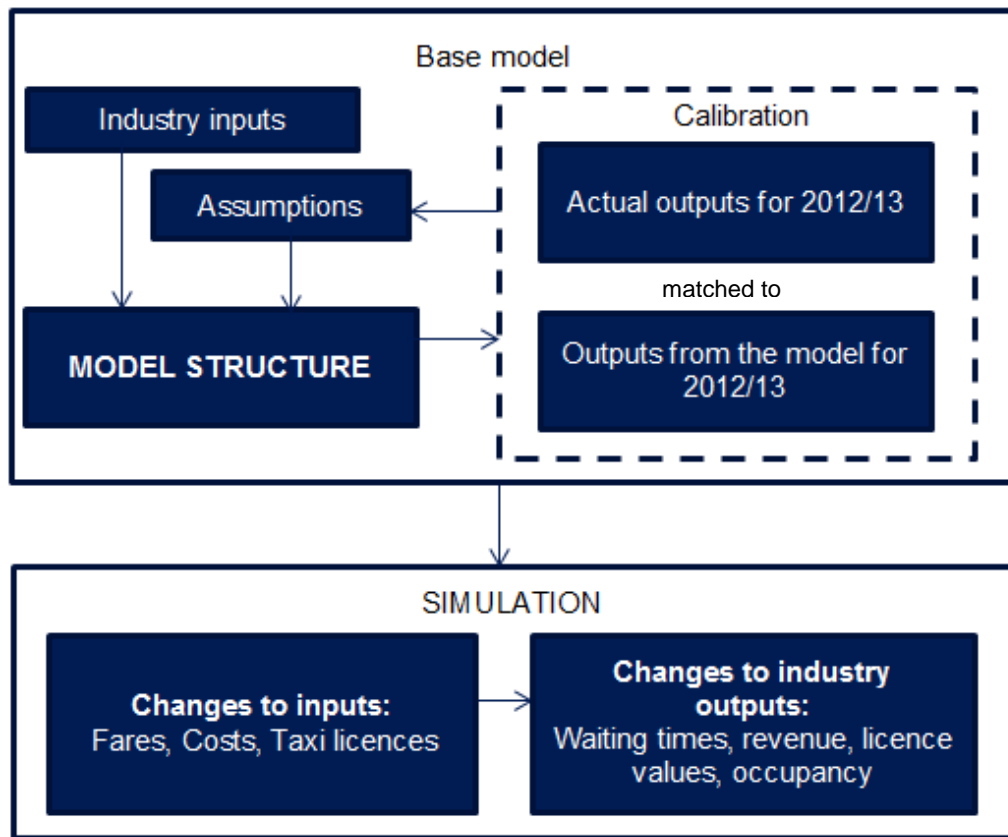 Base model
Industry inputs
Assumptions
MODEL STRUCTURE
Calibration
Actual outputs for 2012/13
matched to
Outputs from the model for
2012/13
SIMULATION
Changes to inputs:
Fares, Costs, Taxi licences
Changes to industry
outputs:
Waiting times, revenue, licence
values, occupancy